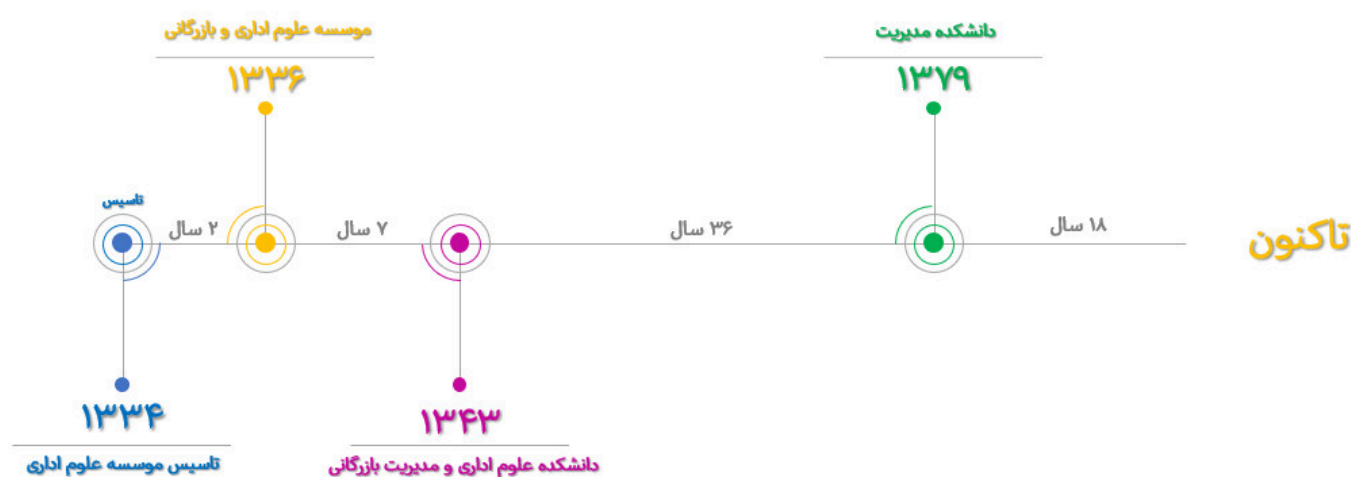 موسسه علوم اداری و بازرگانی
۱۳۳۶
دانشکده مدیریت
۱۳۷۹
تاسیس
۲ سال
۷ سال
۳۶ سال
۱۸ سال
تاکنون
۱۳۳۴
تاسیس موسسه علوم اداری
۱۳۴۳
دانشکده علوم اداری و مدیریت بازرگانی